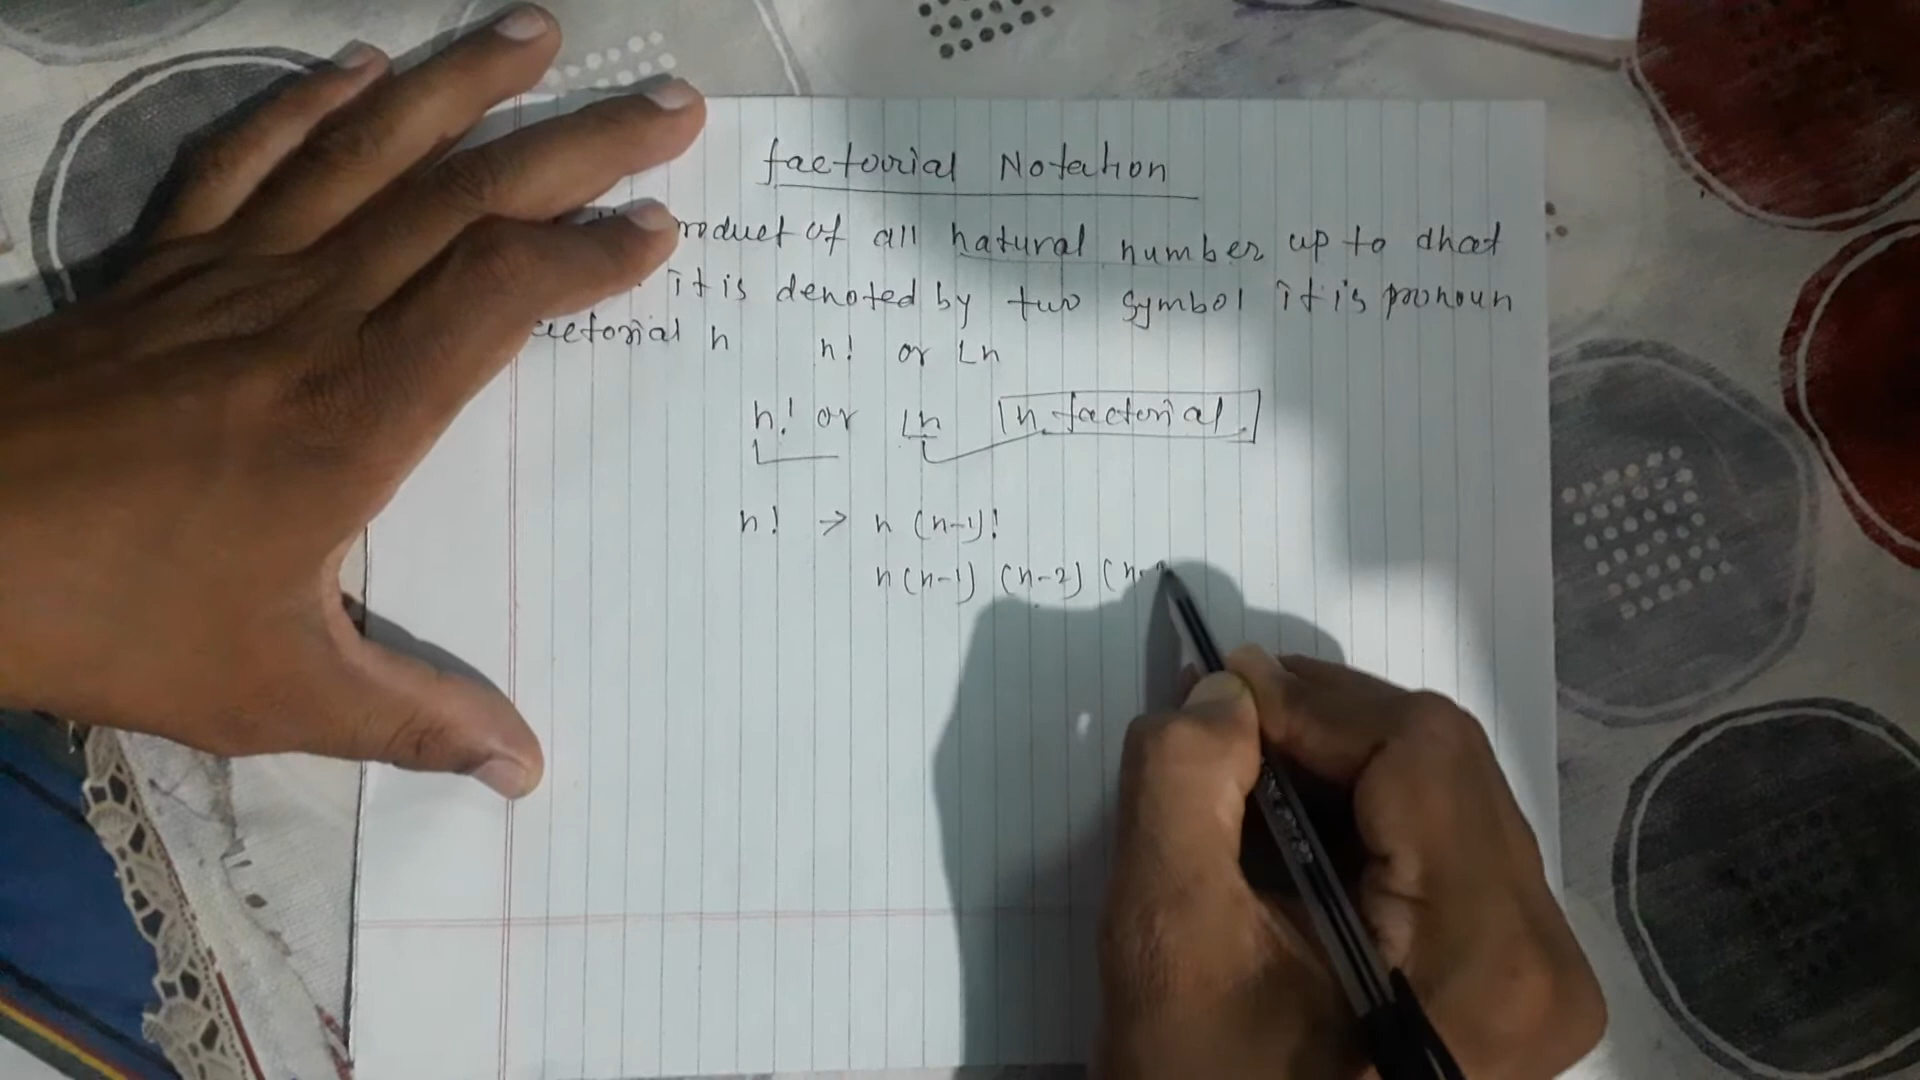 factorial Notation
roduct of all natural number up to that
it is denoted by two symbol it is pronoun
factorial n n! or Ln
n! or Ln n factorial
n! → n (n-1)!
n(n-1) (n-2) (n-